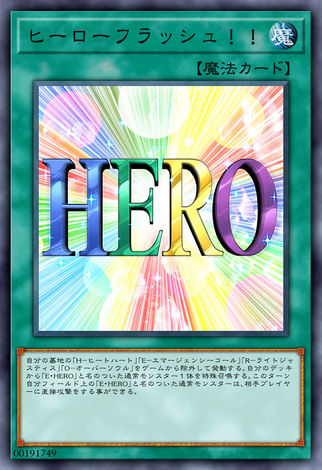 ヒーローフラッシュ！！
魔
【魔法カード】
HERO
自分の墓地の「H－ヒートハート」「E－エマージェンシーコール」「R－ライトジャ
スティス」「O－オーバーソウル」をゲームから除外して発動する。自分のデッキ
から「E・HERO」と名のついた通常モンスター１体を特殊召喚する。このターン
自分フィールド上の「E・HERO」と名のついた通常モンスターは、相手プレイヤ
ーに直接攻撃をする事ができる。
00191749